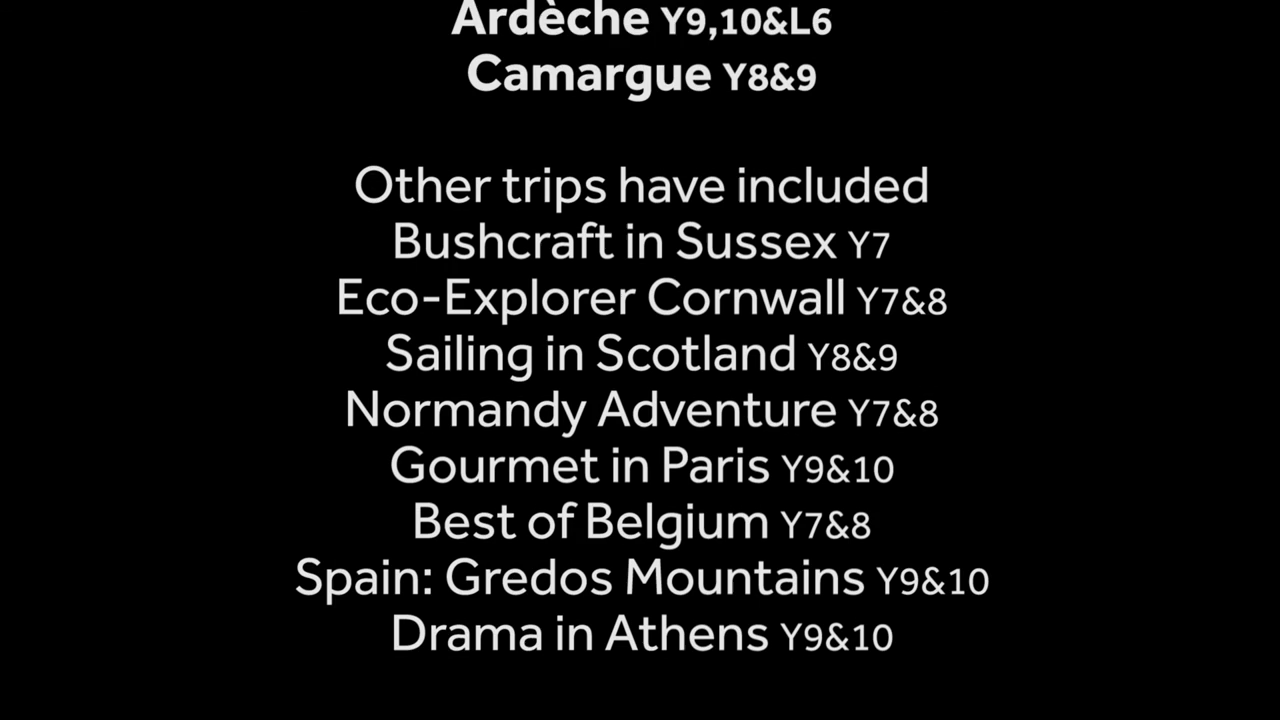 Ardèche Y9,10&L6
Camargue Y8&9
Other trips have included
Bushcraft in Sussex Y7
Eco-Explorer Cornwall Y7&8
Sailing in Scotland Y8&9
Normandy Adventure Y7&8
Gourmet in Paris Y9&10
Best of Belgium Y7&8
Spain: Gredos Mountains Y9&10
Drama in Athens Y9&10